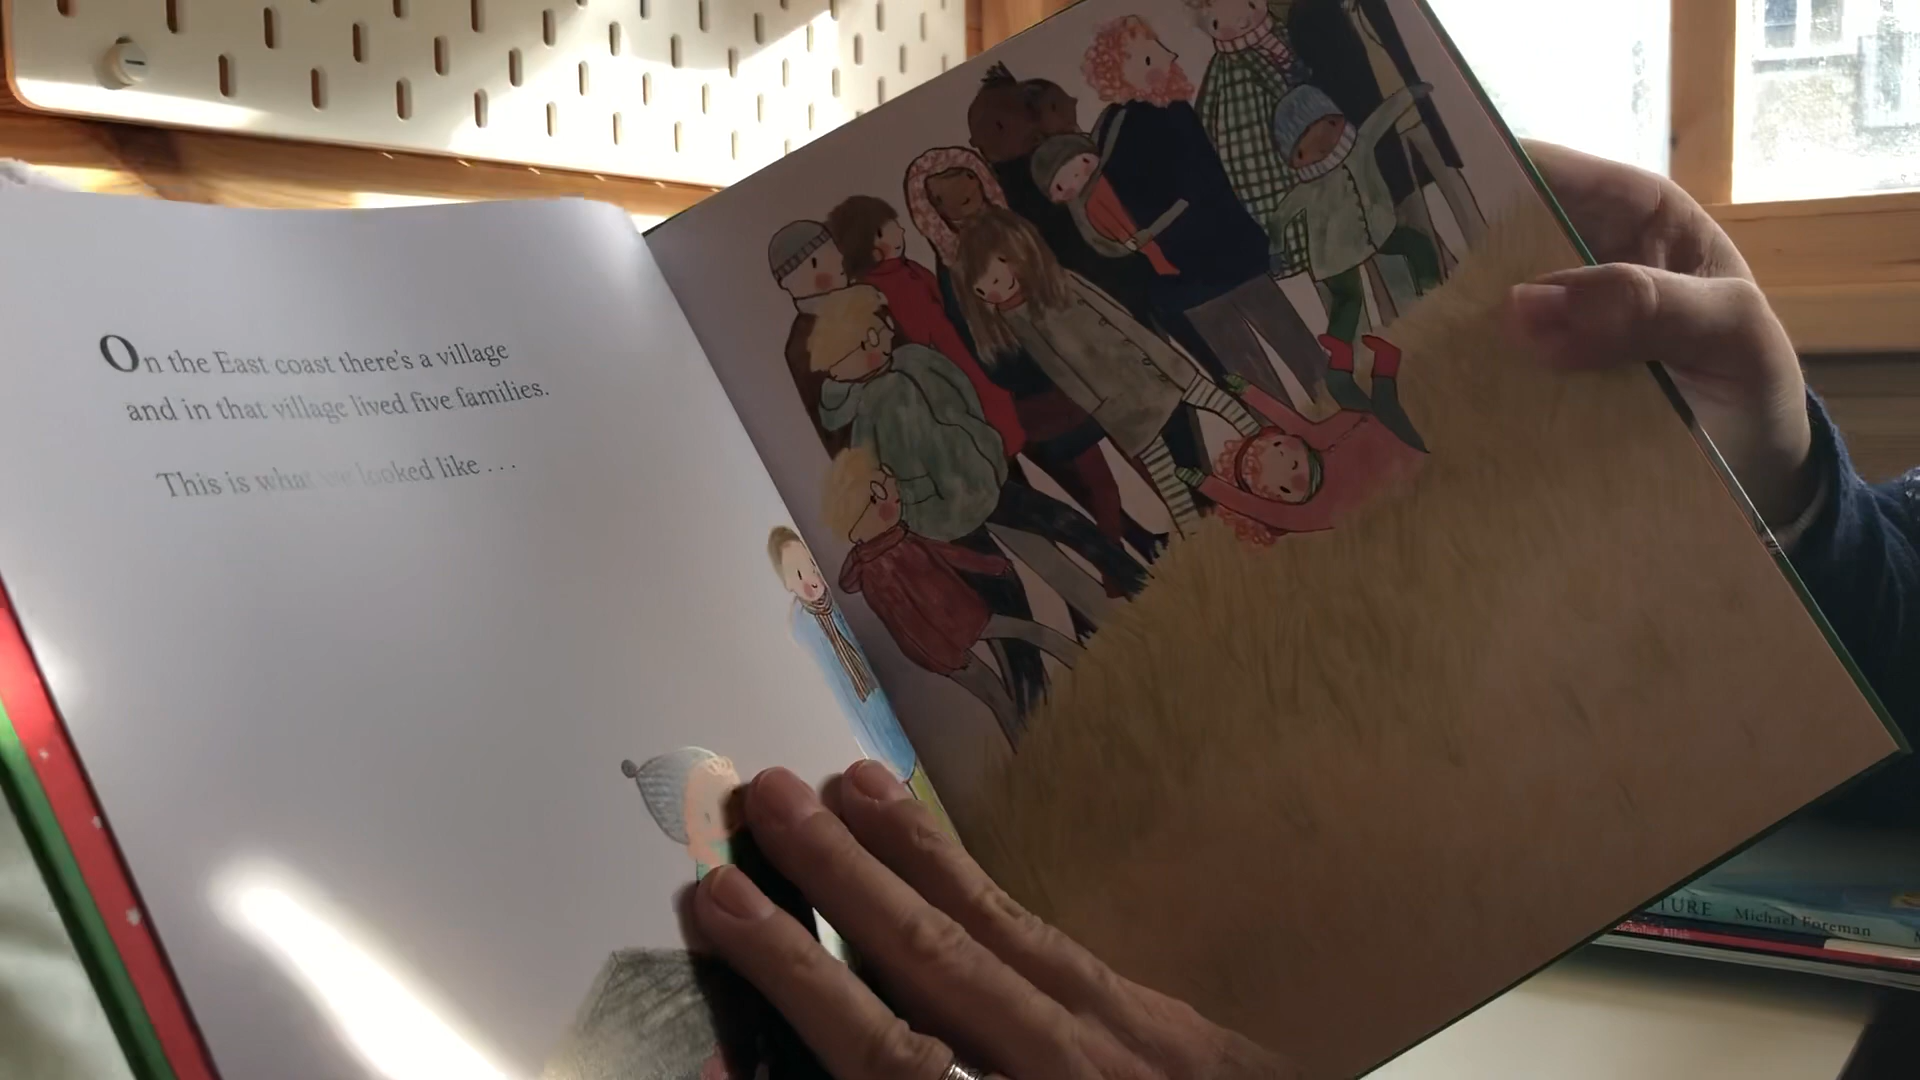 On the East coast there's a village
and in that village lived five families.
This is what we looked like ...
TURE Michael Foreman